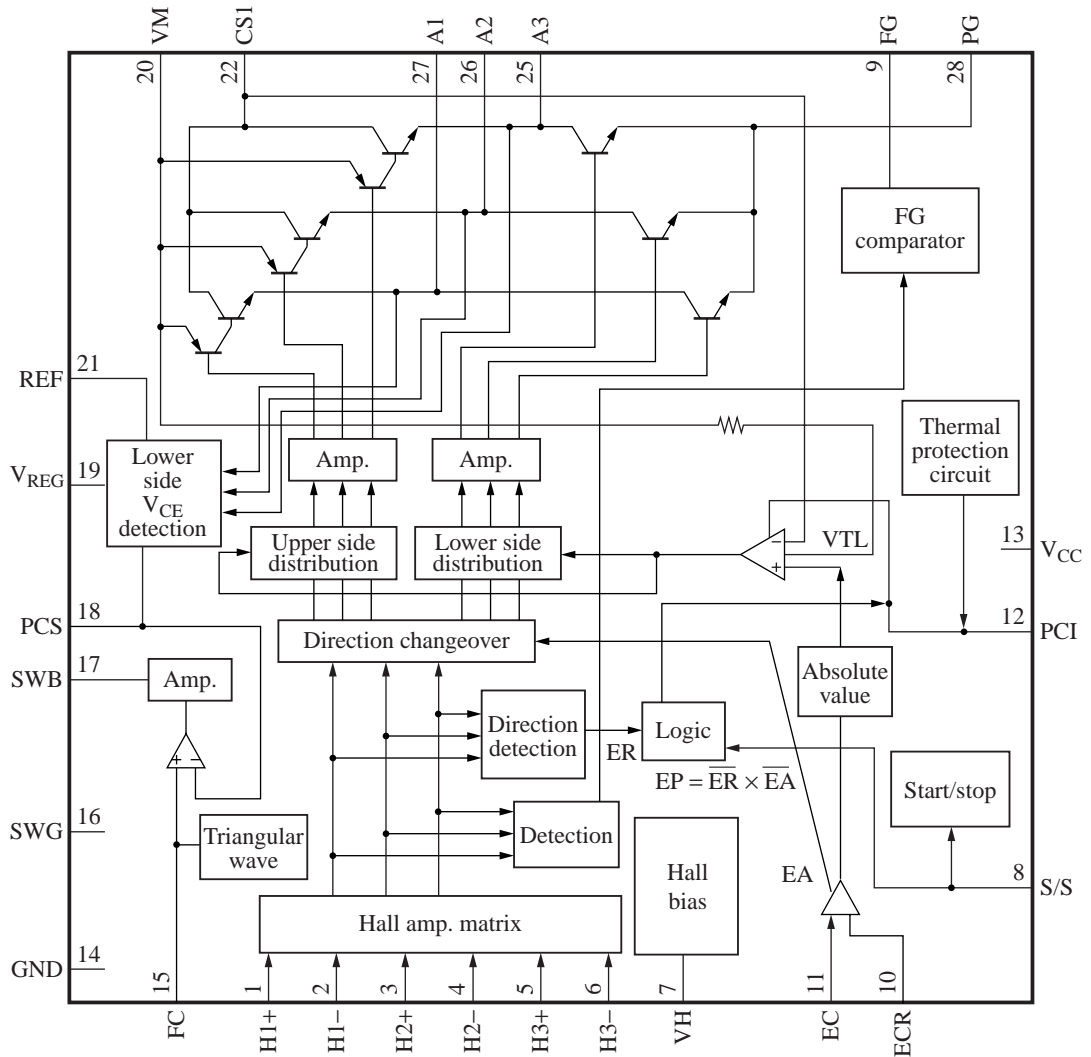 VM
CS1
A1
A2
A3
FG
PG
20
22
27
26
25
9
28
FG
comparator
21
REF
Thermal
protection
circuit
Lower
side
VCE
detection
Amp.
Amp.
19
VREG
Upper side
distribution
Lower side
distribution
−
+
VTL
13
VCC
18
PCS
12
PCI
Direction changeover
17
SWB
Amp.
Absolute
value
Direction
detection
ER
Logic
+
−
EP = \overline{ER} × \overline{EA}
Start/stop
16
SWG
Triangular
wave
Detection
Hall
bias
EA
8
S/S
Hall amp. matrix
14
GND
15
1
2
3
4
5
6
7
11
10
FC
H1+
H1−
H2+
H2−
H3+
H3−
VH
EC
ECR